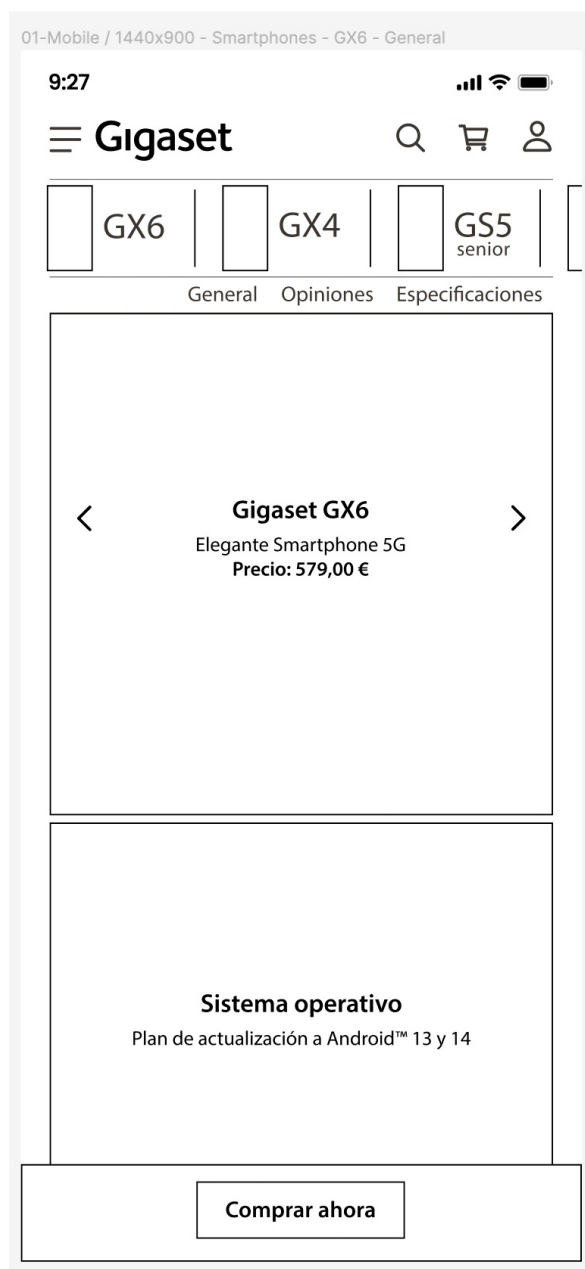 01-Mobile / 1440x900 - Smartphones - GX6 - General
9:27
Gigaset
GX6
GX4
GS5
senior
General Opiniones Especificaciones
Gigaset GX6
Elegante Smartphone 5G
Precio: 579,00 €
Sistema operativo
Plan de actualización a Android™ 13 y 14
Comprar ahora